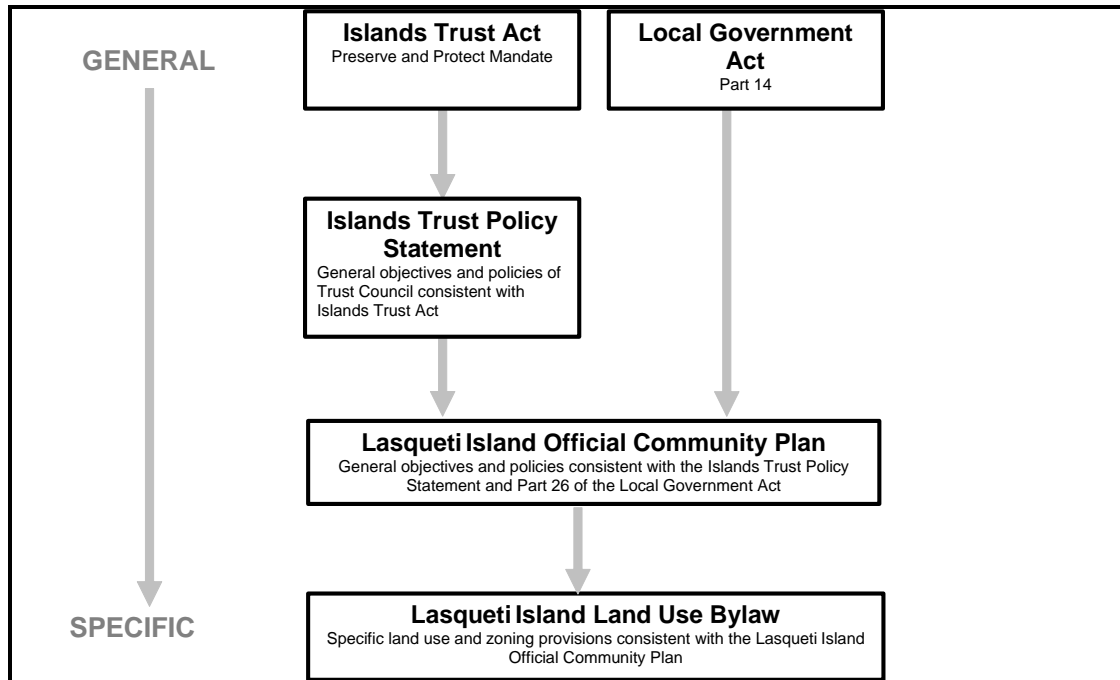 GENERAL
Islands Trust Act
Preserve and Protect Mandate
Local Government
Act
Part 14
Islands Trust Policy
Statement
General objectives and policies of
Trust Council consistent with
Islands Trust Act
Lasqueti Island Official Community Plan
General objectives and policies consistent with the Islands Trust Policy
Statement and Part 26 of the Local Government Act
SPECIFIC
Lasqueti Island Land Use Bylaw
Specific land use and zoning provisions consistent with the Lasqueti Island
Official Community Plan